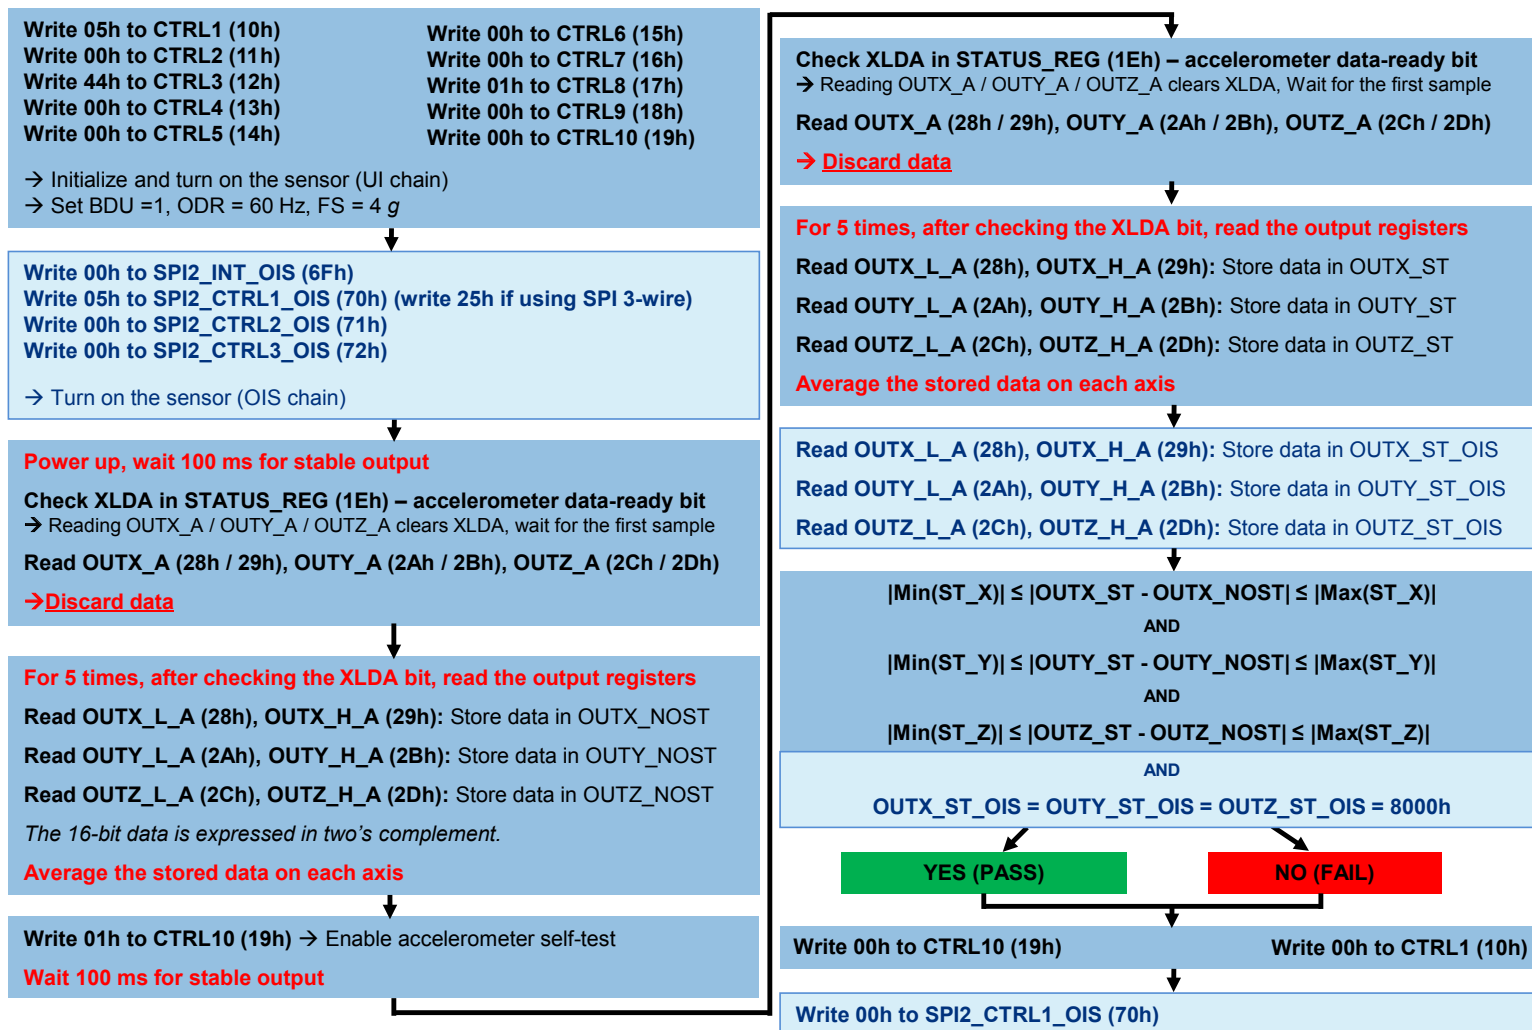 Write 05h to CTRL1 (10h)
Write 00h to CTRL2 (11h)
Write 44h to CTRL3 (12h)
Write 00h to CTRL4 (13h)
Write 00h to CTRL5 (14h)
Write 00h to CTRL6 (15h)
Write 00h to CTRL7 (16h)
Write 01h to CTRL8 (17h)
Write 00h to CTRL9 (18h)
Write 00h to CTRL10 (19h)
→ Initialize and turn on the sensor (UI chain)
→ Set BDU =1, ODR = 60 Hz, FS = 4 g
Write 00h to SPI2_INT_OIS (6Fh)
Write 05h to SPI2_CTRL1_OIS (70h) (write 25h if using SPI 3-wire)
Write 00h to SPI2_CTRL2_OIS (71h)
Write 00h to SPI2_CTRL3_OIS (72h)
→ Turn on the sensor (OIS chain)
Power up, wait 100 ms for stable output
Check XLDA in STATUS_REG (1Eh) – accelerometer data-ready bit
→ Reading OUTX_A / OUTY_A / OUTZ_A clears XLDA, wait for the first sample
Read OUTX_A (28h / 29h), OUTY_A (2Ah / 2Bh), OUTZ_A (2Ch / 2Dh)
→Discard data
For 5 times, after checking the XLDA bit, read the output registers
Read OUTX_L_A (28h), OUTX_H_A (29h): Store data in OUTX_NOST
Read OUTY_L_A (2Ah), OUTY_H_A (2Bh): Store data in OUTY_NOST
Read OUTZ_L_A (2Ch), OUTZ_H_A (2Dh): Store data in OUTZ_NOST
The 16-bit data is expressed in two's complement.
Average the stored data on each axis
Write 01h to CTRL10 (19h) → Enable accelerometer self-test
Wait 100 ms for stable output
Check XLDA in STATUS_REG (1Eh) – accelerometer data-ready bit
→ Reading OUTX_A / OUTY_A / OUTZ_A clears XLDA, Wait for the first sample
Read OUTX_A (28h / 29h), OUTY_A (2Ah / 2Bh), OUTZ_A (2Ch / 2Dh)
→ Discard data
For 5 times, after checking the XLDA bit, read the output registers
Read OUTX_L_A (28h), OUTX_H_A (29h): Store data in OUTX_ST
Read OUTY_L_A (2Ah), OUTY_H_A (2Bh): Store data in OUTY_ST
Read OUTZ_L_A (2Ch), OUTZ_H_A (2Dh): Store data in OUTZ_ST
Average the stored data on each axis
Read OUTX_L_A (28h), OUTX_H_A (29h): Store data in OUTX_ST_OIS
Read OUTY_L_A (2Ah), OUTY_H_A (2Bh): Store data in OUTY_ST_OIS
Read OUTZ_L_A (2Ch), OUTZ_H_A (2Dh): Store data in OUTZ_ST_OIS
|Min(ST_X)| ≤ |OUTX_ST - OUTX_NOST| ≤ |Max(ST_X)|
AND
|Min(ST_Y)| ≤ |OUTY_ST - OUTY_NOST| ≤ |Max(ST_Y)|
AND
|Min(ST_Z)| ≤ |OUTZ_ST - OUTZ_NOST| ≤ |Max(ST_Z)|
AND
OUTX_ST_OIS = OUTY_ST_OIS = OUTZ_ST_OIS = 8000h
YES (PASS)
NO (FAIL)
Write 00h to CTRL10 (19h)
Write 00h to CTRL1 (10h)
Write 00h to SPI2_CTRL1_OIS (70h)